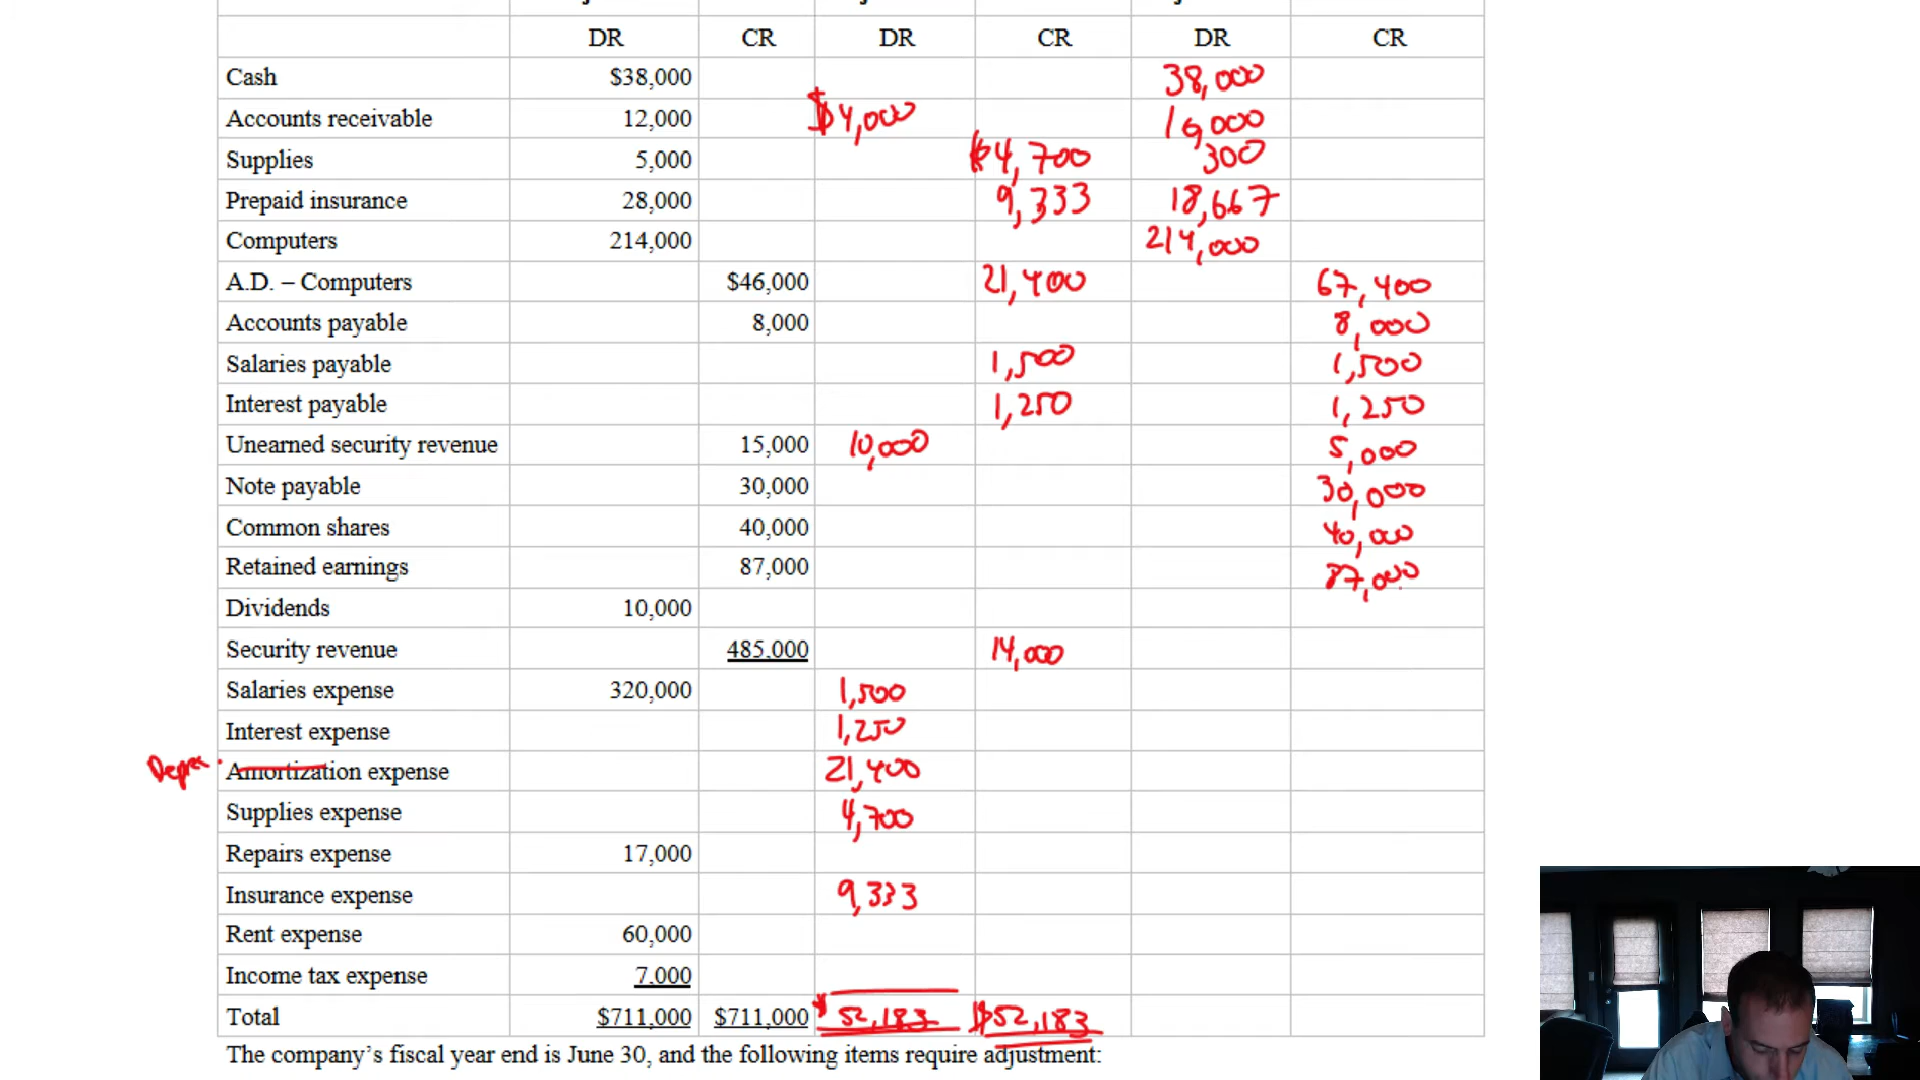 DR CR DR CR DR CR
Cash $38,000 38,000
Accounts receivable 12,000 $4,000 16,000
Supplies 5,000 $4,700 300
Prepaid insurance 28,000 9,333 18,667
Computers 214,000 214,000
A.D. – Computers $46,000 21,400 67,400
Accounts payable 8,000 8,000
Salaries payable 1,500 1,500
Interest payable 1,250 1,250
Unearned security revenue 15,000 10,000 5,000
Note payable 30,000 30,000
Common shares 40,000 40,000
Retained earnings 87,000 87,000
Dividends 10,000
Security revenue 485,000 14,000
Salaries expense 320,000 1,500
Interest expense 1,250
Deprec. Amortization expense 21,400
Supplies expense 4,700
Repairs expense 17,000
Insurance expense 9,333
Rent expense 60,000
Income tax expense 7,000
Total $711,000 $711,000 $52,183 $52,183
The company's fiscal year end is June 30, and the following items require adjustment: